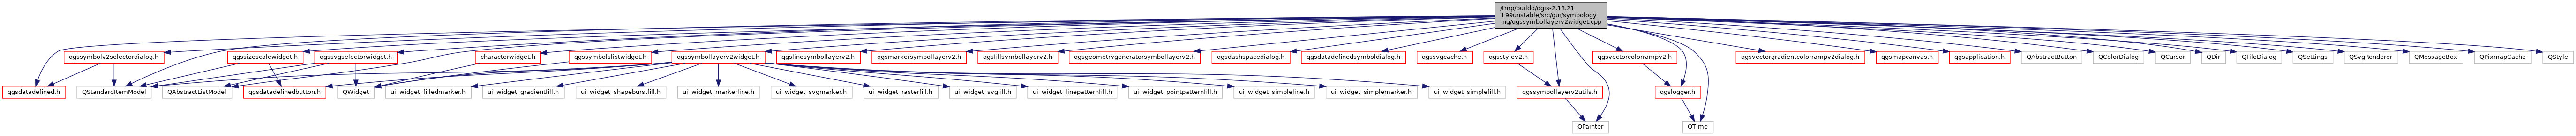 /tmp/buildd/qgis-2.18.21
+99unstable/src/gui/symbology
-ng/qgssymbollayerv2widget.cpp
qgssymbolv2selectordialog.h
qgssizescalewidget.h
qgssvgselectorwidget.h
characterwidget.h
qgssymbolslistwidget.h
qgssymbollayerv2widget.h
qgslinesymbollayerv2.h
qgsmarkersymbollayerv2.h
qgsfillsymbollayerv2.h
qgsgeometrygeneratorsymbollayerv2.h
qgsdashspacedialog.h
qgsdatadefinedsymboldialog.h
qgssvgcache.h
qgsstylev2.h
qgsvectorcolorrampv2.h
qgsvectorgradientcolorrampv2dialog.h
qgsmapcanvas.h
qgsapplication.h
QAbstractButton
QColorDialog
QCursor
QDir
QFileDialog
QSettings
QSvgRenderer
QMessageBox
QPixmapCache
QStyle
qgsdatadefined.h
QStandardItemModel
QAbstractListModel
qgsdatadefinedbutton.h
QWidget
ui_widget_filledmarker.h
ui_widget_gradientfill.h
ui_widget_shapeburstfill.h
ui_widget_markerline.h
ui_widget_svgmarker.h
ui_widget_rasterfill.h
ui_widget_svgfill.h
ui_widget_linepatternfill.h
ui_widget_pointpatternfill.h
ui_widget_simpleline.h
ui_widget_simplemarker.h
ui_widget_simplefill.h
qgssymbollayerv2utils.h
qgslogger.h
QPainter
QTime